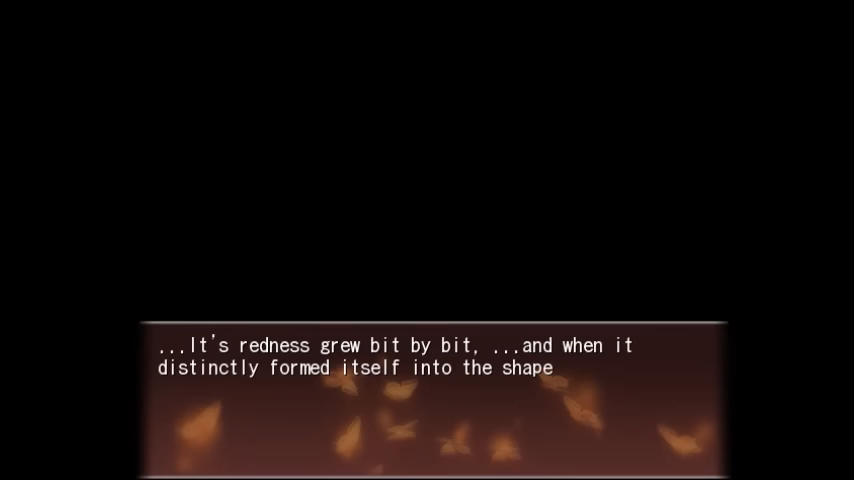 ...It's redness grew bit by bit, ...and when it
distinctly formed itself into the shape